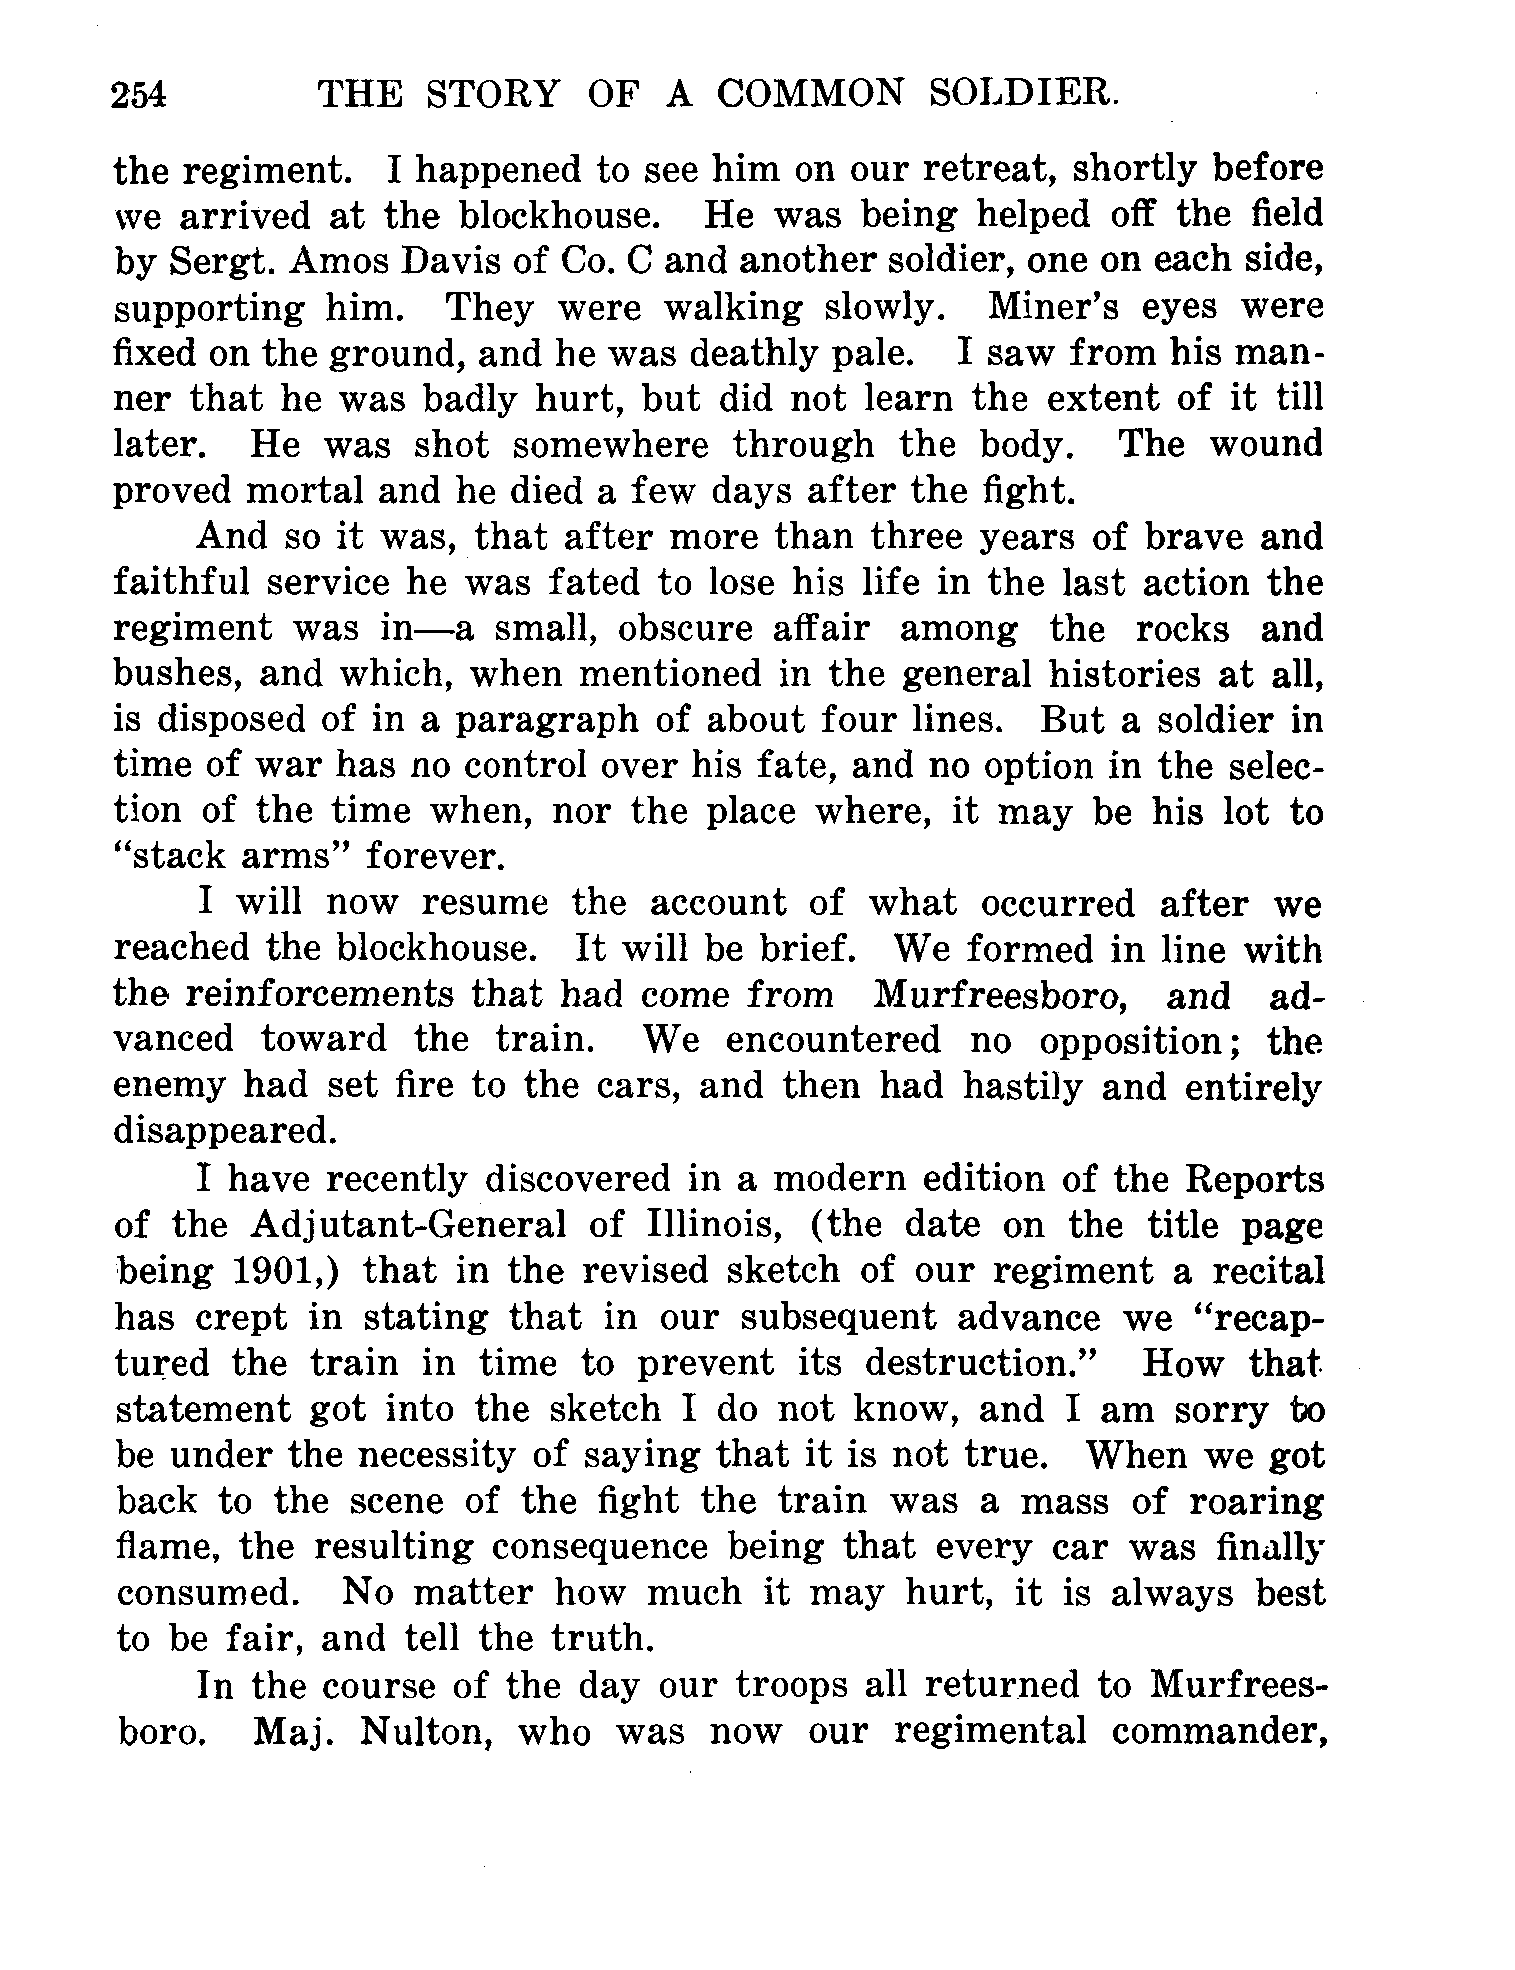 254 THE STORY OF A COMMON SOLDIER.
the regiment. I happened to see him on our retreat, shortly before
we arrived at the blockhouse. He was being helped off the field
by Sergt. Amos Davis of Co. C and another soldier, one on each side,
supporting him. They were walking slowly. Miner's eyes were
fixed on the ground, and he was deathly pale. I saw from his man-
ner that he was badly hurt, but did not learn the extent of it till
later. He was shot somewhere through the body. The wound
proved mortal and he died a few days after the fight.
And so it was, that after more than three years of brave and
faithful service he was fated to lose his life in the last action the
regiment was in—a small, obscure affair among the rocks and
bushes, and which, when mentioned in the general histories at all,
is disposed of in a paragraph of about four lines. But a soldier in
time of war has no control over his fate, and no option in the selec-
tion of the time when, nor the place where, it may be his lot to
“stack arms” forever.
I will now resume the account of what occurred after we
reached the blockhouse. It will be brief. We formed in line with
the reinforcements that had come from Murfreesboro, and ad-
vanced toward the train. We encountered no opposition; the
enemy had set fire to the cars, and then had hastily and entirely
disappeared.
I have recently discovered in a modern edition of the Reports
of the Adjutant-General of Illinois, (the date on the title page
being 1901,) that in the revised sketch of our regiment a recital
has crept in stating that in our subsequent advance we “recap-
tured the train in time to prevent its destruction.” How that
statement got into the sketch I do not know, and I am sorry to
be under the necessity of saying that it is not true. When we got
back to the scene of the fight the train was a mass of roaring
flame, the resulting consequence being that every car was finally
consumed. No matter how much it may hurt, it is always best
to be fair, and tell the truth.
In the course of the day our troops all returned to Murfrees-
boro. Maj. Nulton, who was now our regimental commander,